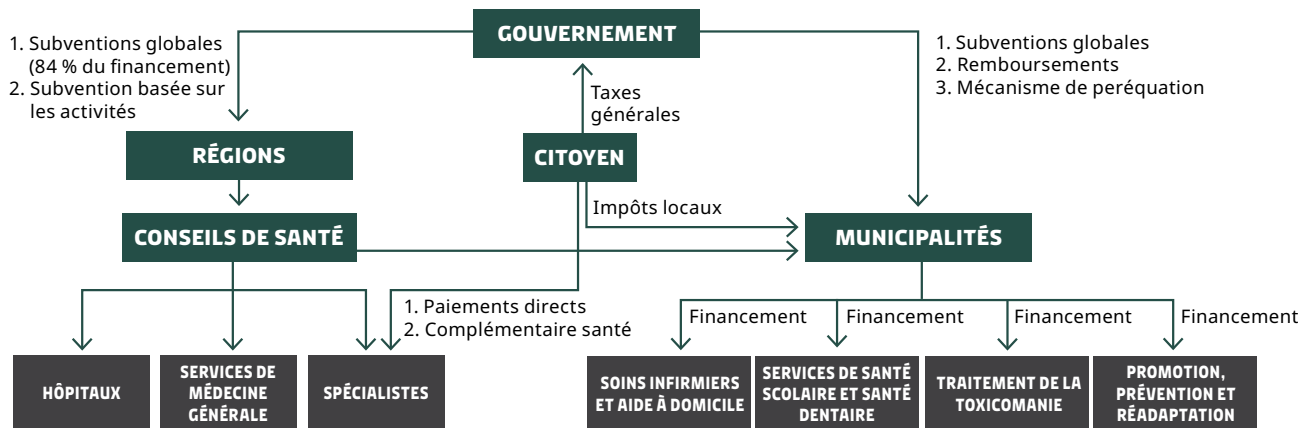 GOUVERNEMENT
1. Subventions globales
(84 % du financement)
2. Subvention basée sur
les activités
1. Subventions globales
2. Remboursements
3. Mécanisme de peréquation
Taxes
générales
RÉGIONS
CITOYEN
Impôts locaux
CONSEILS DE SANTÉ
MUNICIPALITÉS
1. Paiements directs
2. Complémentaire santé
Financement
Financement
Financement
Financement
HÔPITAUX
SERVICES DE
MÉDECINE
GÉNÉRALE
SPÉCIALISTES
SOINS INFIRMIERS
ET AIDE À DOMICILE
SERVICES DE SANTÉ
SCOLAIRE ET SANTÉ
DENTAIRE
TRAITEMENT DE LA
TOXICOMANIE
PROMOTION,
PRÉVENTION ET
RÉADAPTATION